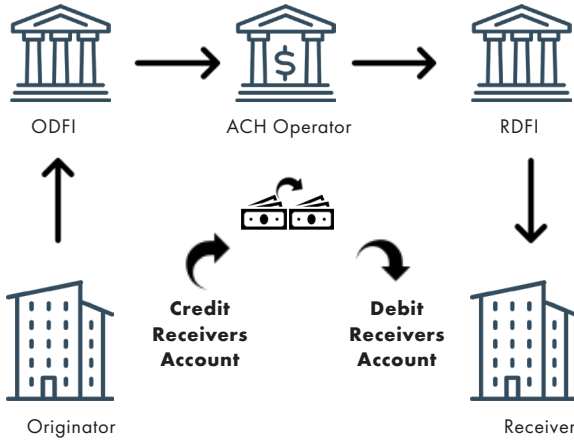 ODFI
ACH Operator
RDFI
$
Credit
Receivers
Account
Debit
Receivers
Account
Originator
Receiver